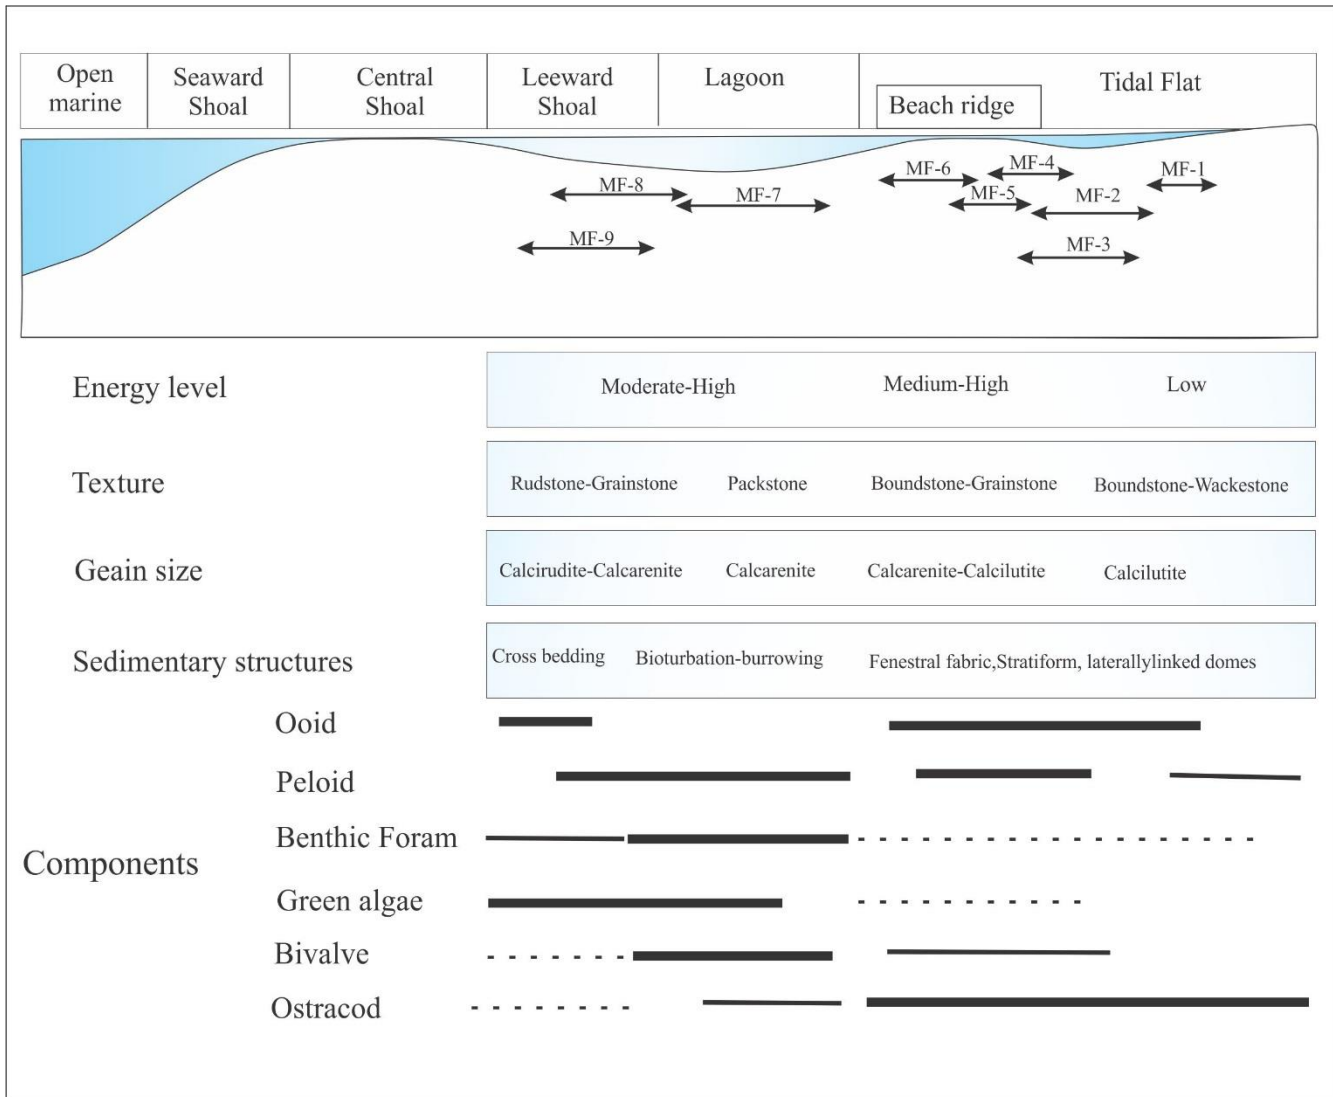 Open
marine
Seaward
Shoal
Central
Shoal
Leeward
Shoal
Lagoon
Beach ridge
Tidal Flat
MF-8
MF-7
MF-9
MF-6
MF-4
MF-5
MF-2
MF-1
MF-3
Energy level
Moderate-High
Medium-High
Low
Texture
Rudstone-Grainstone
Packstone
Boundstone-Grainstone
Boundstone-Wackestone
Geain size
Calcirudite-Calcarenite
Calcarenite
Calcarenite-Calcilutite
Calcilutite
Sedimentary structures
Cross bedding
Bioturbation-burrowing
Fenestral fabric,Stratiform, laterallylinked domes
Components
Ooid
Peloid
Benthic Foram
Green algae
Bivalve
Ostracod